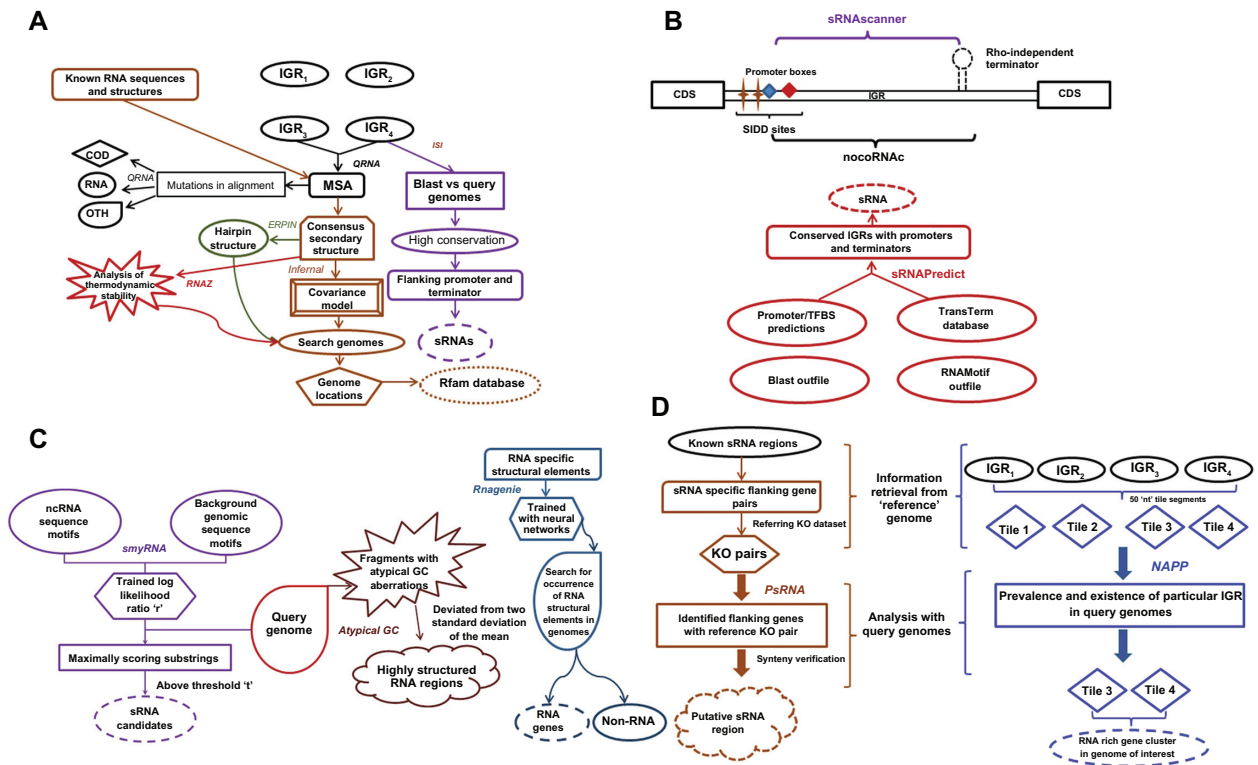 A
Known RNA sequences
and structures
IGR1
IGR2
IGR3
IGR4
COD
RNA
OTH
QRNA
Mutations in alignment
QRNA
MSA
ISI
Blast vs query
genomes
Hairpin
structure
ERPIN
Consensus
secondary
structure
High conservation
Analysis of
thermodynamic
stability
RNAZ
Infernal
Covariance
model
Flanking promoter and
terminator
Search genomes
sRNAs
Genome
locations
Rfam database
B
sRNAscanner
Rho-independent
terminator
Promoter boxes
CDS
IGR
CDS
SIDD sites
nocoRNAc
sRNA
Conserved IGRs with promoters
and terminators
sRNAPredict
Promoter/TFBS
predictions
TransTerm
database
Blast outfile
RNAMotif
outfile
C
ncRNA
sequence
motifs
Background
genomic
sequence
motifs
smyRNA
Trained log
likelihood
ratio ‘r’
Maximally scoring substrings
Above threshold ‘t’
sRNA
candidates
Query
genome
Fragments with
atypical GC
aberrations
Atypical GC
Deviated from two
standard deviation
of the mean
Highly structured
RNA regions
RNA specific
structural elements
Rnagenie
Trained with
neural
networks
Search for
occurrence
of RNA
structural
elements in
genomes
RNA
genes
Non-RNA
D
Known sRNA regions
sRNA specific flanking gene
pairs
Referring KO dataset
KO pairs
PsRNA
Identified flanking genes
with reference KO pair
Synteny verification
Putative sRNA
region
Information
retrieval from
‘reference’
genome
Analysis with
query genomes
IGR1
IGR2
IGR3
IGR4
50 ‘nt’ tile segments
Tile 1
Tile 2
Tile 3
Tile 4
NAPP
Prevalence and existence of particular IGR
in query genomes
Tile 3
Tile 4
RNA rich gene cluster
in genome of interest